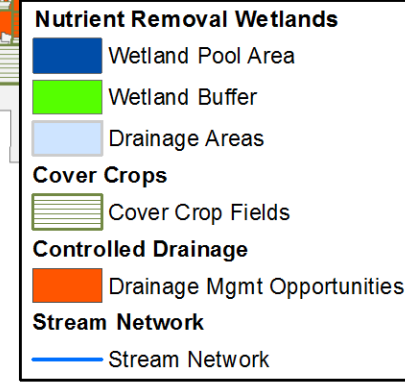 Nutrient Removal Wetlands
Wetland Pool Area
Wetland Buffer
Drainage Areas
Cover Crops
Cover Crop Fields
Controlled Drainage
Drainage Mgmt Opportunities
Stream Network
Stream Network